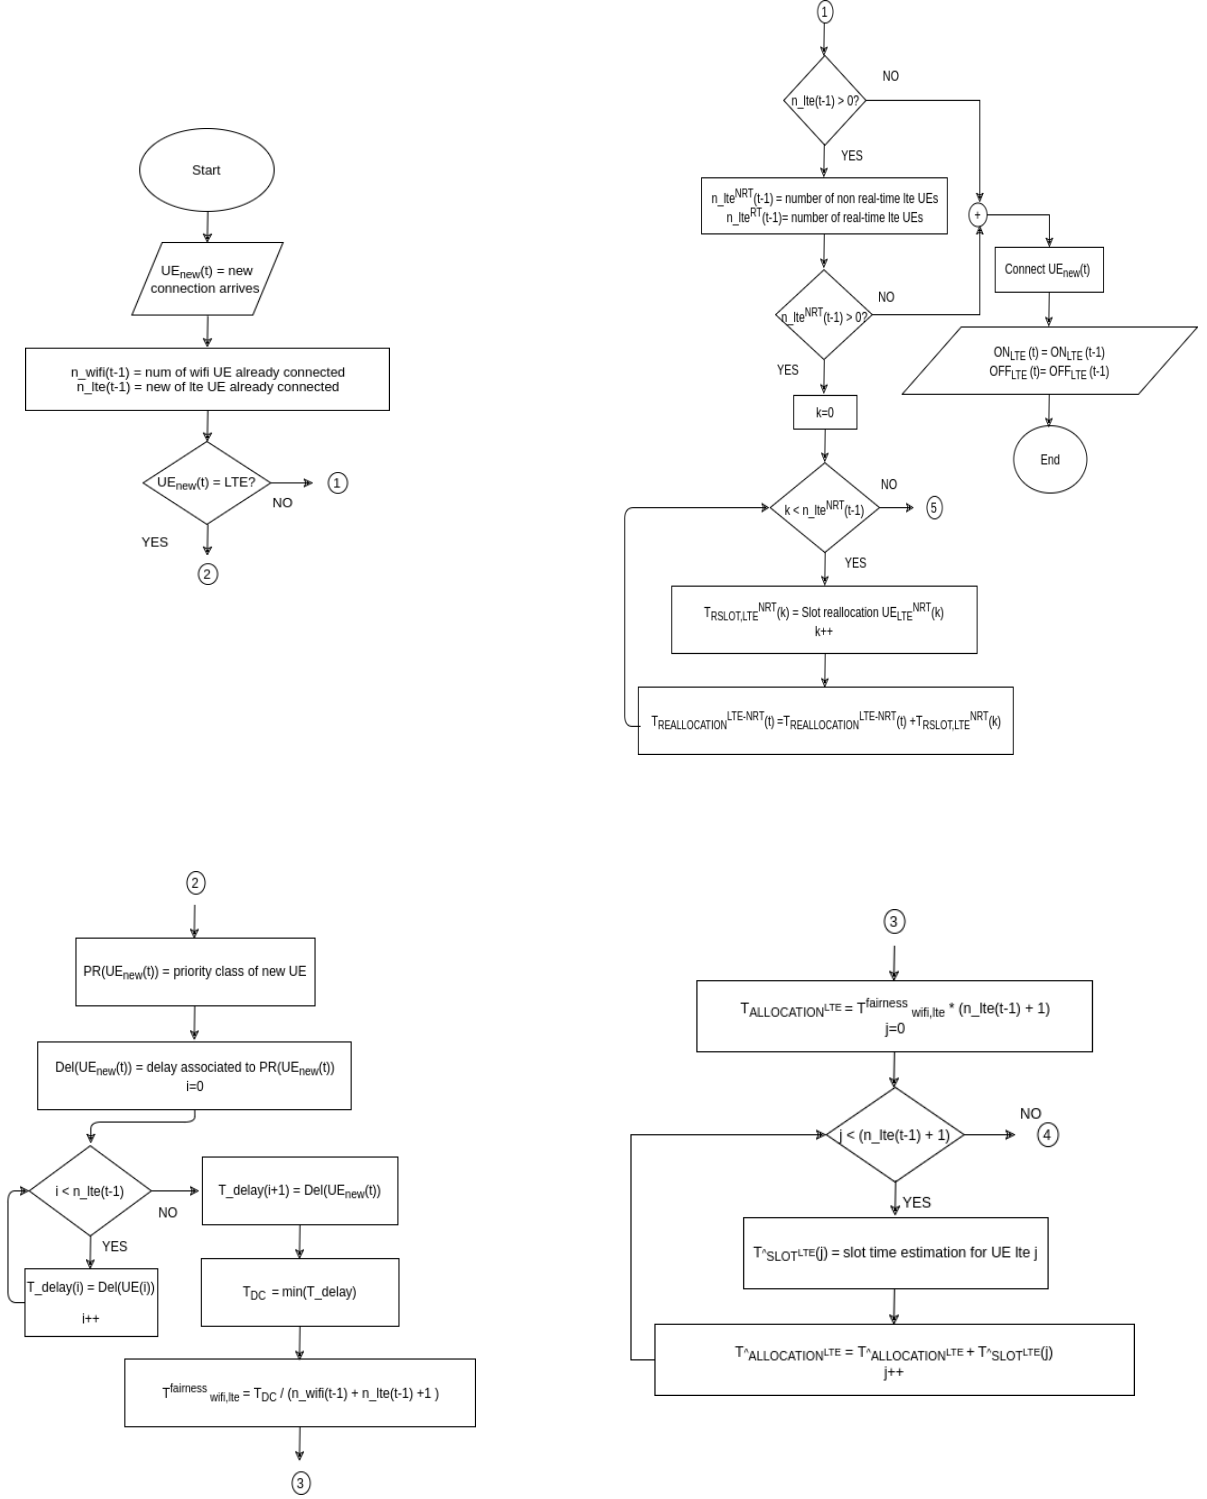 Start
UEnew(t) = new
connection arrives
n_wifi(t-1) = num of wifi UE already connected
n_lte(t-1) = new of lte UE already connected
UEnew(t) = LTE?
1
NO
YES
2
1
NO
n_lte(t-1) > 0?
YES
n_lteNRT(t-1) = number of non real-time lte UEs
n_lteRT(t-1)= number of real-time lte UEs
+
Connect UEnew(t)
NO
n_lteNRT(t-1) > 0?
ONLTE (t) = ONLTE (t-1)
OFFLTE (t)= OFFLTE (t-1)
YES
k=0
End
NO
k < n_lteNRT(t-1)
5
YES
TRSLOT,LTENRT(k) = Slot reallocation UELTENRT(k)
k++
TREALLOCATIONLTE-NRT(t) =TREALLOCATIONLTE-NRT(t) +TRSLOT,LTENRT(k)
2
PR(UEnew(t)) = priority class of new UE
Del(UEnew(t)) = delay associated to PR(UEnew(t))
i=0
i < n_lte(t-1)
NO
T_delay(i+1) = Del(UEnew(t))
YES
T_delay(i) = Del(UE(i))
i++
TDC = min(T_delay)
Tfairness wifi,lte = TDC / (n_wifi(t-1) + n_lte(t-1) +1 )
3
3
TALLOCATIONLTE = Tfairness wifi,lte * (n_lte(t-1) + 1)
j=0
NO
j < (n_lte(t-1) + 1)
4
YES
T^SLOTLTE(j) = slot time estimation for UE lte j
T^ALLOCATIONLTE = T^ALLOCATIONLTE + T^SLOTLTE(j)
j++